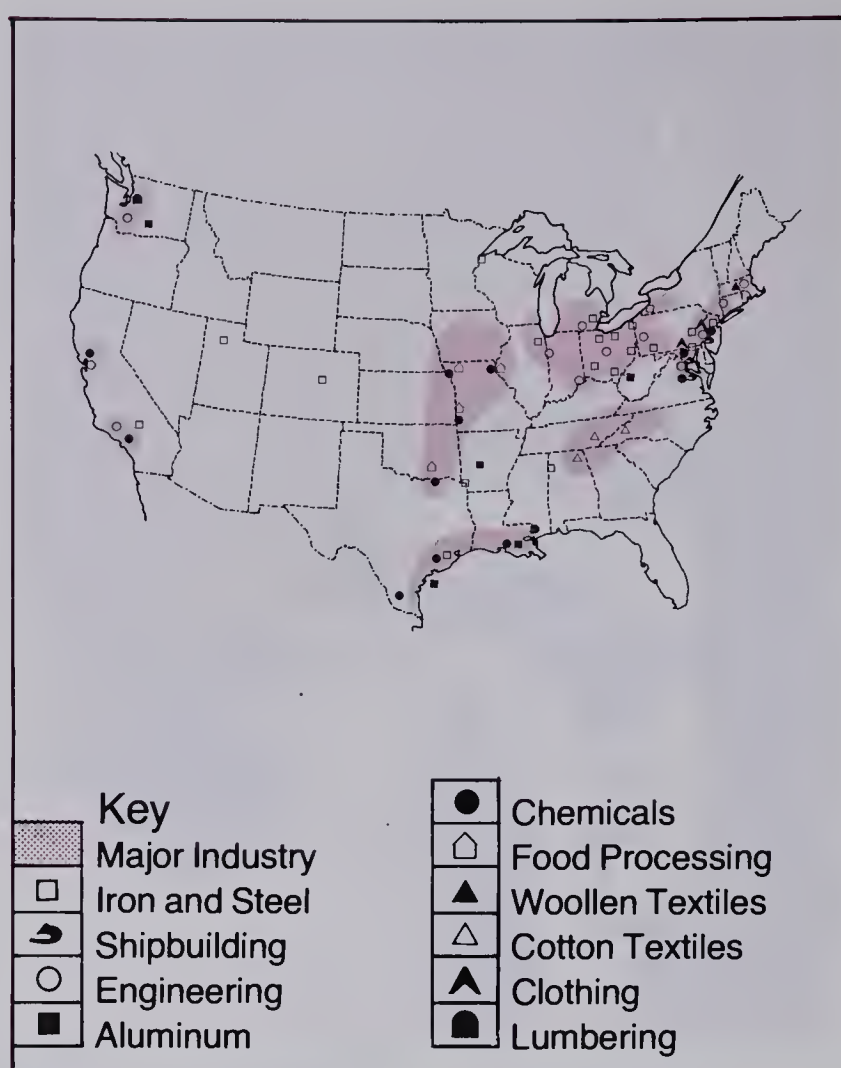 Key
Major Industry
Iron and Steel
Shipbuilding
Engineering
Aluminum
Chemicals
Food Processing
Woollen Textiles
Cotton Textiles
Clothing
Lumbering